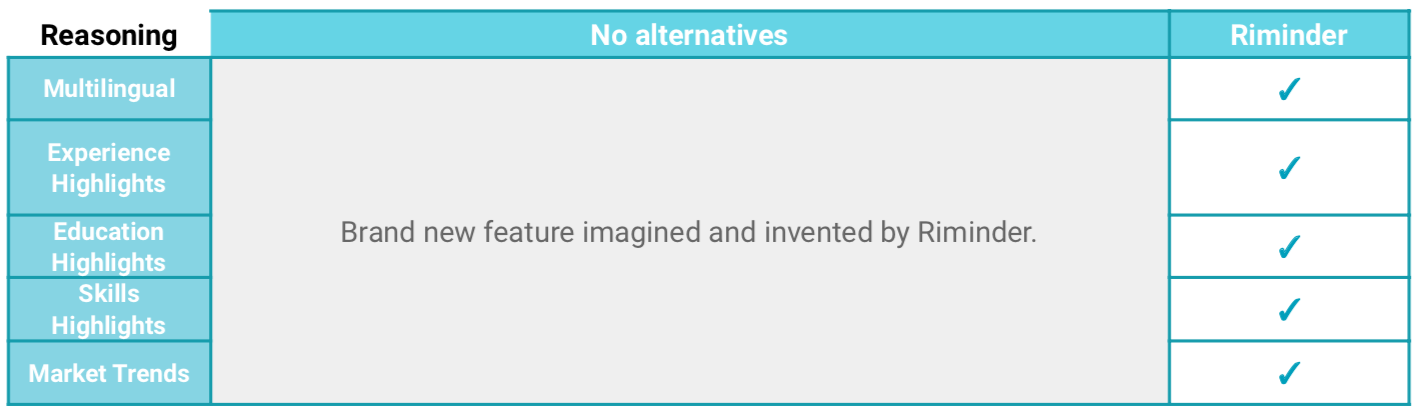 Reasoning No alternatives Riminder
Multilingual ✓
Experience
Highlights ✓
Brand new feature imagined and invented by Riminder.
Education
Highlights ✓
Skills
Highlights ✓
Market Trends ✓